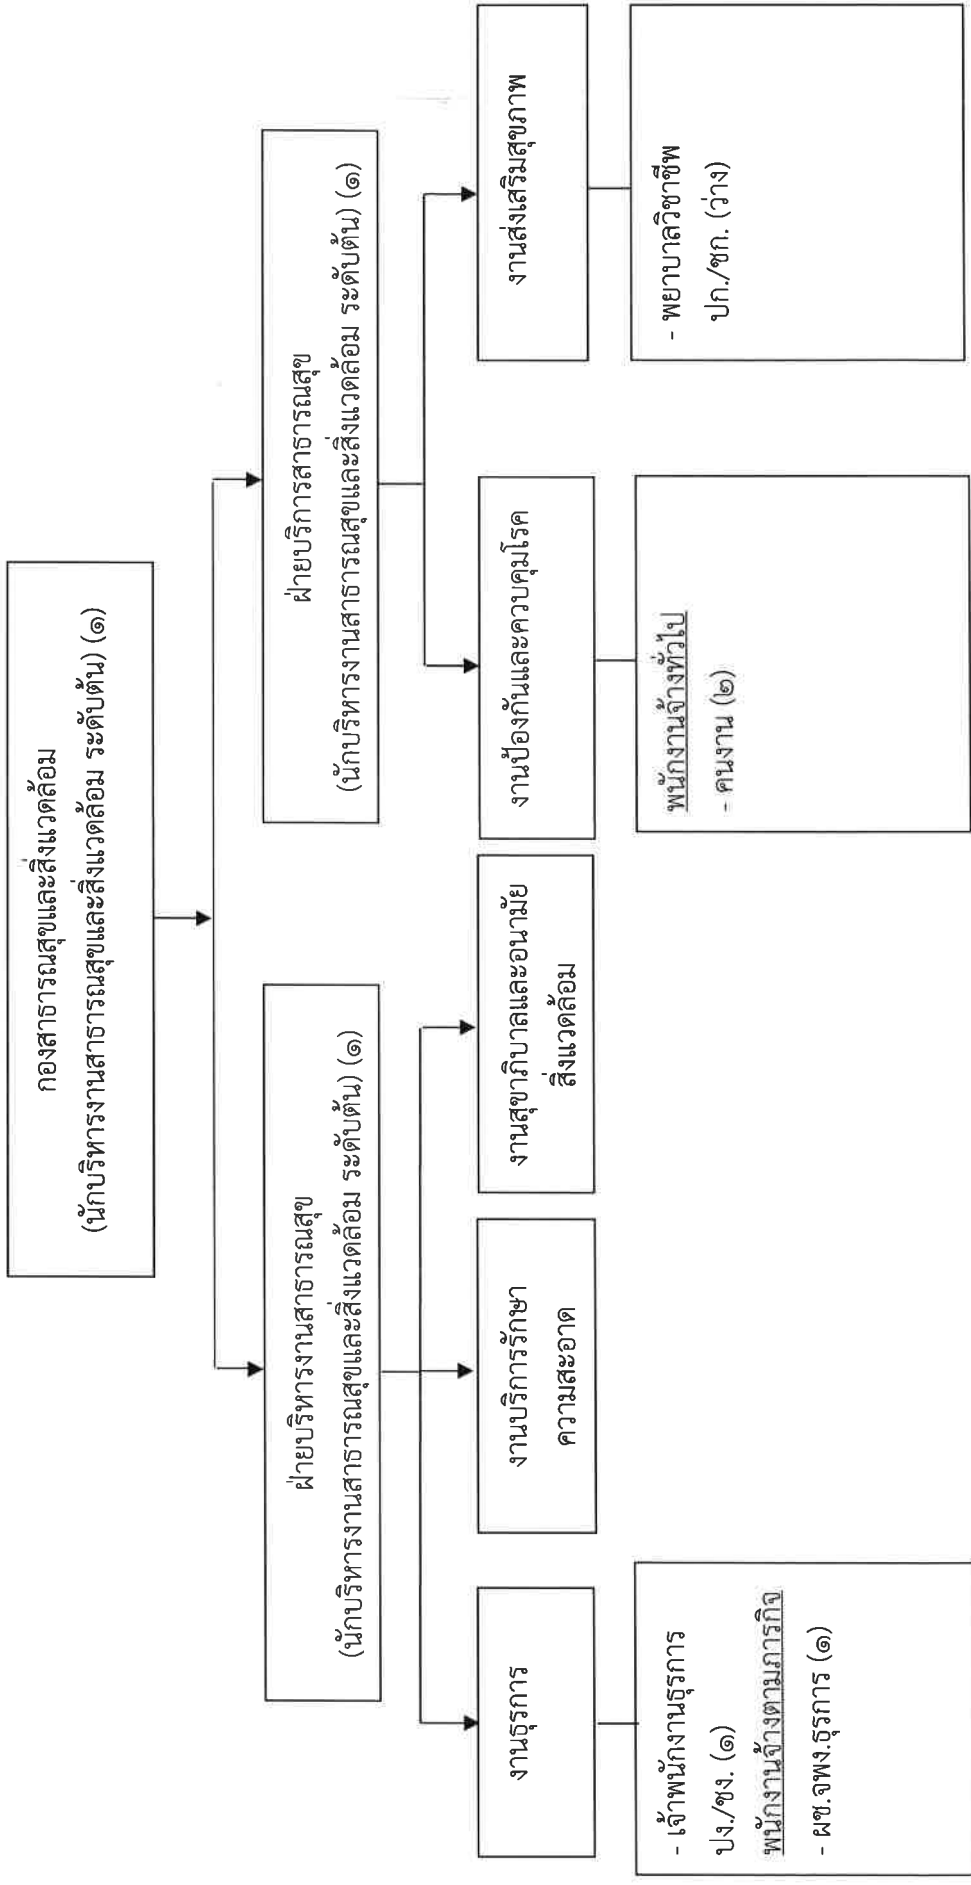 กองสาธารณสุขและสิ่งแวดล้อม
(นักบริหารงานสาธารณสุขและสิ่งแวดล้อม ระดับต้น) (๑)
ฝ่ายบริหารงานสาธารณสุข
(นักบริหารงานสาธารณสุขและสิ่งแวดล้อม ระดับต้น) (๑)
ฝ่ายบริการสาธารณสุข
(นักบริหารงานสาธารณสุขและสิ่งแวดล้อม ระดับต้น) (๑)
งานธุรการ
งานบริการรักษา
ความสะอาด
งานสุขาภิบาลและอนามัย
สิ่งแวดล้อม
งานป้องกันและควบคุมโรค
งานส่งเสริมสุขภาพ
- เจ้าพนักงานธุรการ
ปง./ชง. (๑)
พนักงานจ้างตามภารกิจ
- ผช.จพง.ธุรการ (๑)
พนักงานจ้างทั่วไป
- คนงาน (๒)
- พยาบาลวิชาชีพ
ปก./ชก. (ว่าง)